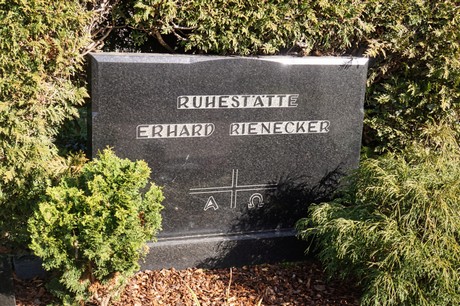 RUHESTÄTTE
ERHARD RIENECKER
Α Ω